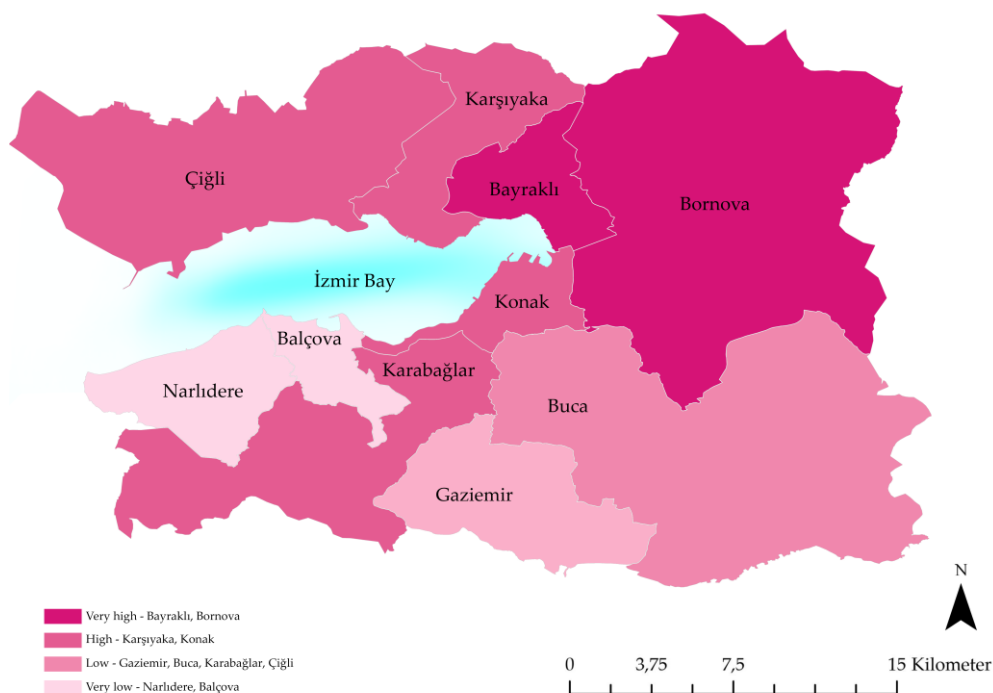 Karşıyaka
Çiğli
Bayraklı
Bornova
İzmir Bay
Konak
Balçova
Karabağlar
Narlıdere
Buca
Gaziemir
N
Very high - Bayraklı, Bornova
High - Karşıyaka, Konak
Low - Gaziemir, Buca, Karabağlar, Çiğli
Very low - Narlıdere, Balçova
0 3,75 7,5 15 Kilometer